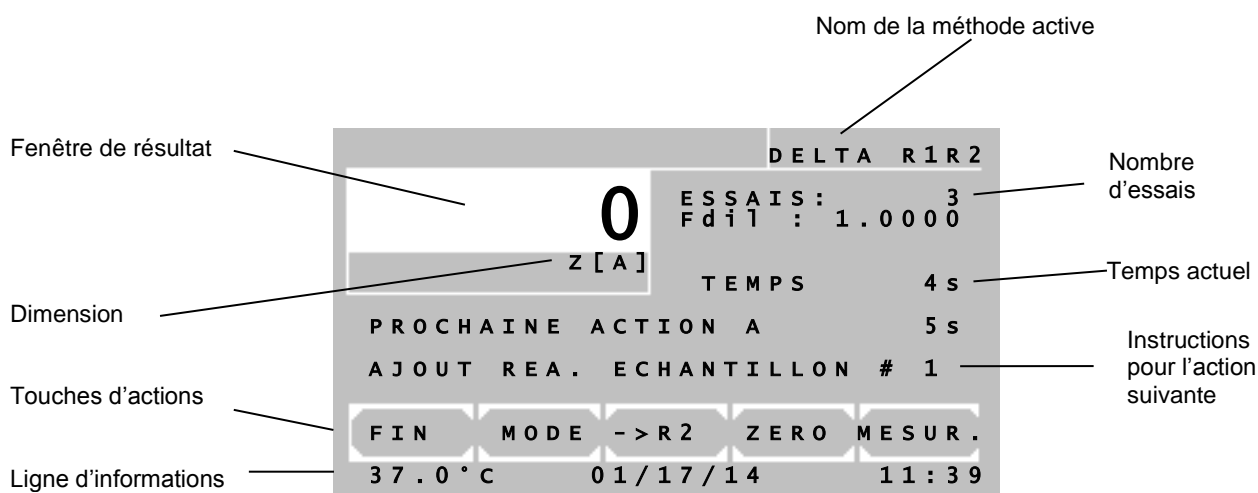 Nom de la méthode active
Fenêtre de résultat
DELTA R1R2
Nombre
d'essais
0
ESSAIS: 3
Fdil : 1.0000
Z[A]
Temps actuel
TEMPS 4s
Dimension
PROCHAINE ACTION A 5s
Instructions
pour l'action
suivante
AJOUT REA. ECHANTILLON # 1
Touches d'actions
FIN MODE ->R2 ZERO MESUR.
Ligne d'informations
37.0°C 01/17/14 11:39